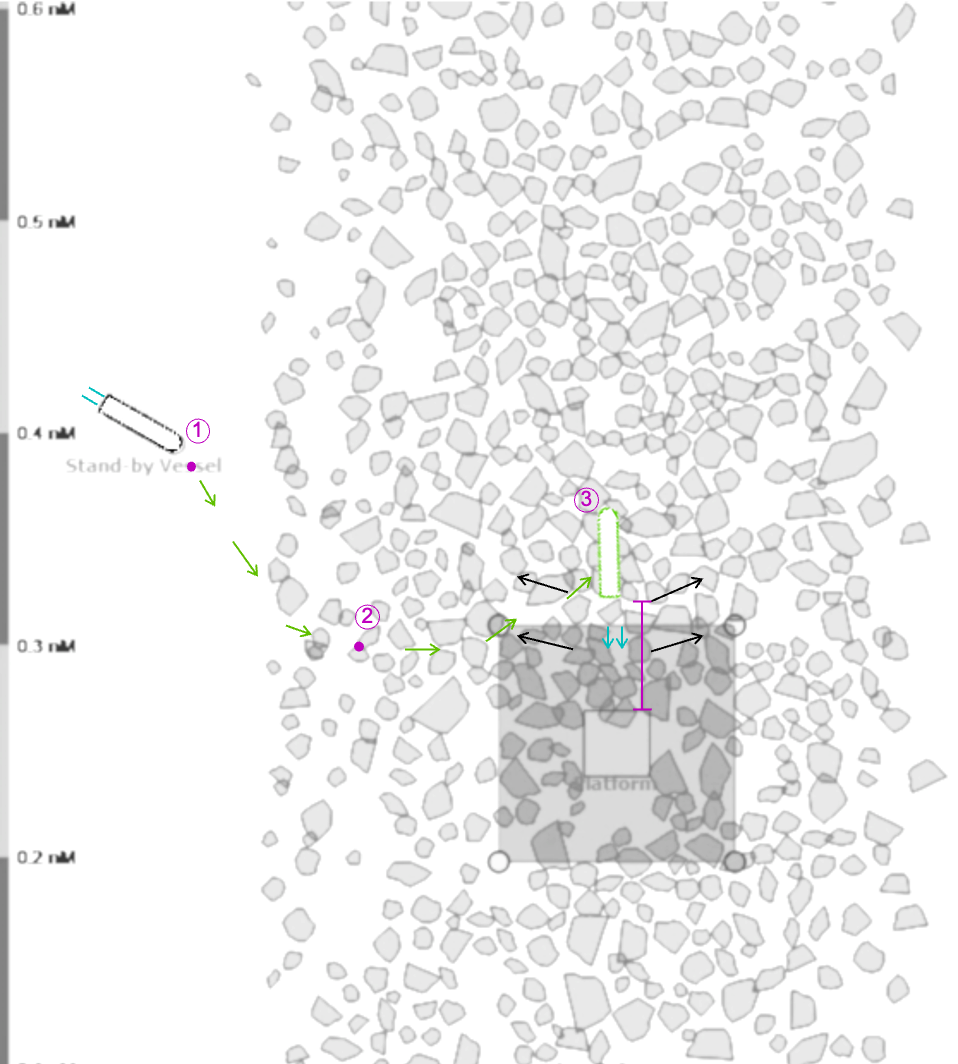 0.6 nM
0.5 nM
0.4 nM
①
Stand-by Vessel
③
②
0.3 nM
Platform
0.2 nM